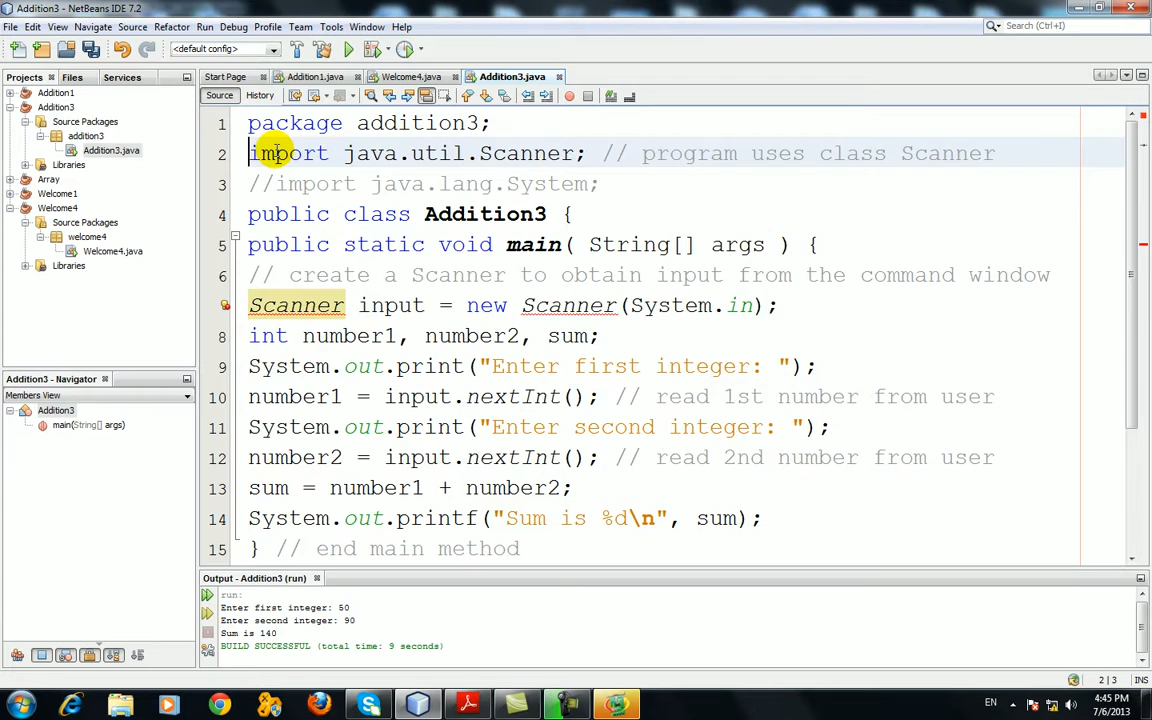 Addition3 - NetBeans IDE 7.2
File Edit View Navigate Source Refactor Run Debug Profile Team Tools Window Help
Search (Ctrl+I)
<default config>
Projects Files Services
Start Page Addition1.java Welcome4.java Addition3.java
Source History
Addition1
Addition3
Source Packages
addition3
Addition3.java
Libraries
Array
Welcome1
Welcome4
Source Packages
welcome4
Welcome4.java
Libraries
Addition3 - Navigator
Members View
Addition3
main(String[] args)
1 package addition3;
2 import java.util.Scanner; // program uses class Scanner
3 //import java.lang.System;
4 public class Addition3 {
5 public static void main( String[] args ) {
6 // create a Scanner to obtain input from the command window
Scanner input = new Scanner(System.in);
8 int number1, number2, sum;
9 System.out.print("Enter first integer: ");
10 number1 = input.nextInt(); // read 1st number from user
11 System.out.print("Enter second integer: ");
12 number2 = input.nextInt(); // read 2nd number from user
13 sum = number1 + number2;
14 System.out.printf("Sum is %d\n", sum);
15 } // end main method
Output - Addition3 (run)
run:
Enter first integer: 50
Enter second integer: 90
Sum is 140
BUILD SUCCESSFUL (total time: 9 seconds)
2 | 3 INS
EN
4:45 PM
7/6/2013